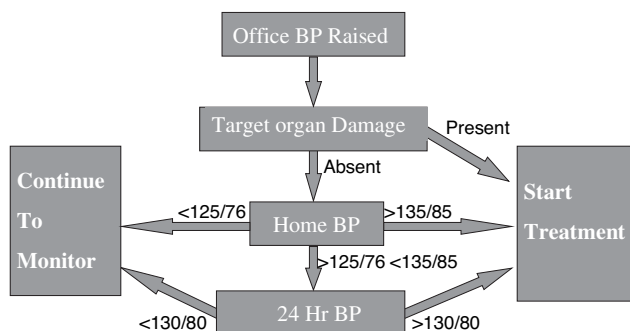 Office BP Raised
Target organ Damage
Present
Absent
Continue
To
Monitor
<125/76
Home BP
>135/85
Start
Treatment
>125/76 <135/85
<130/80
24 Hr BP
>130/80